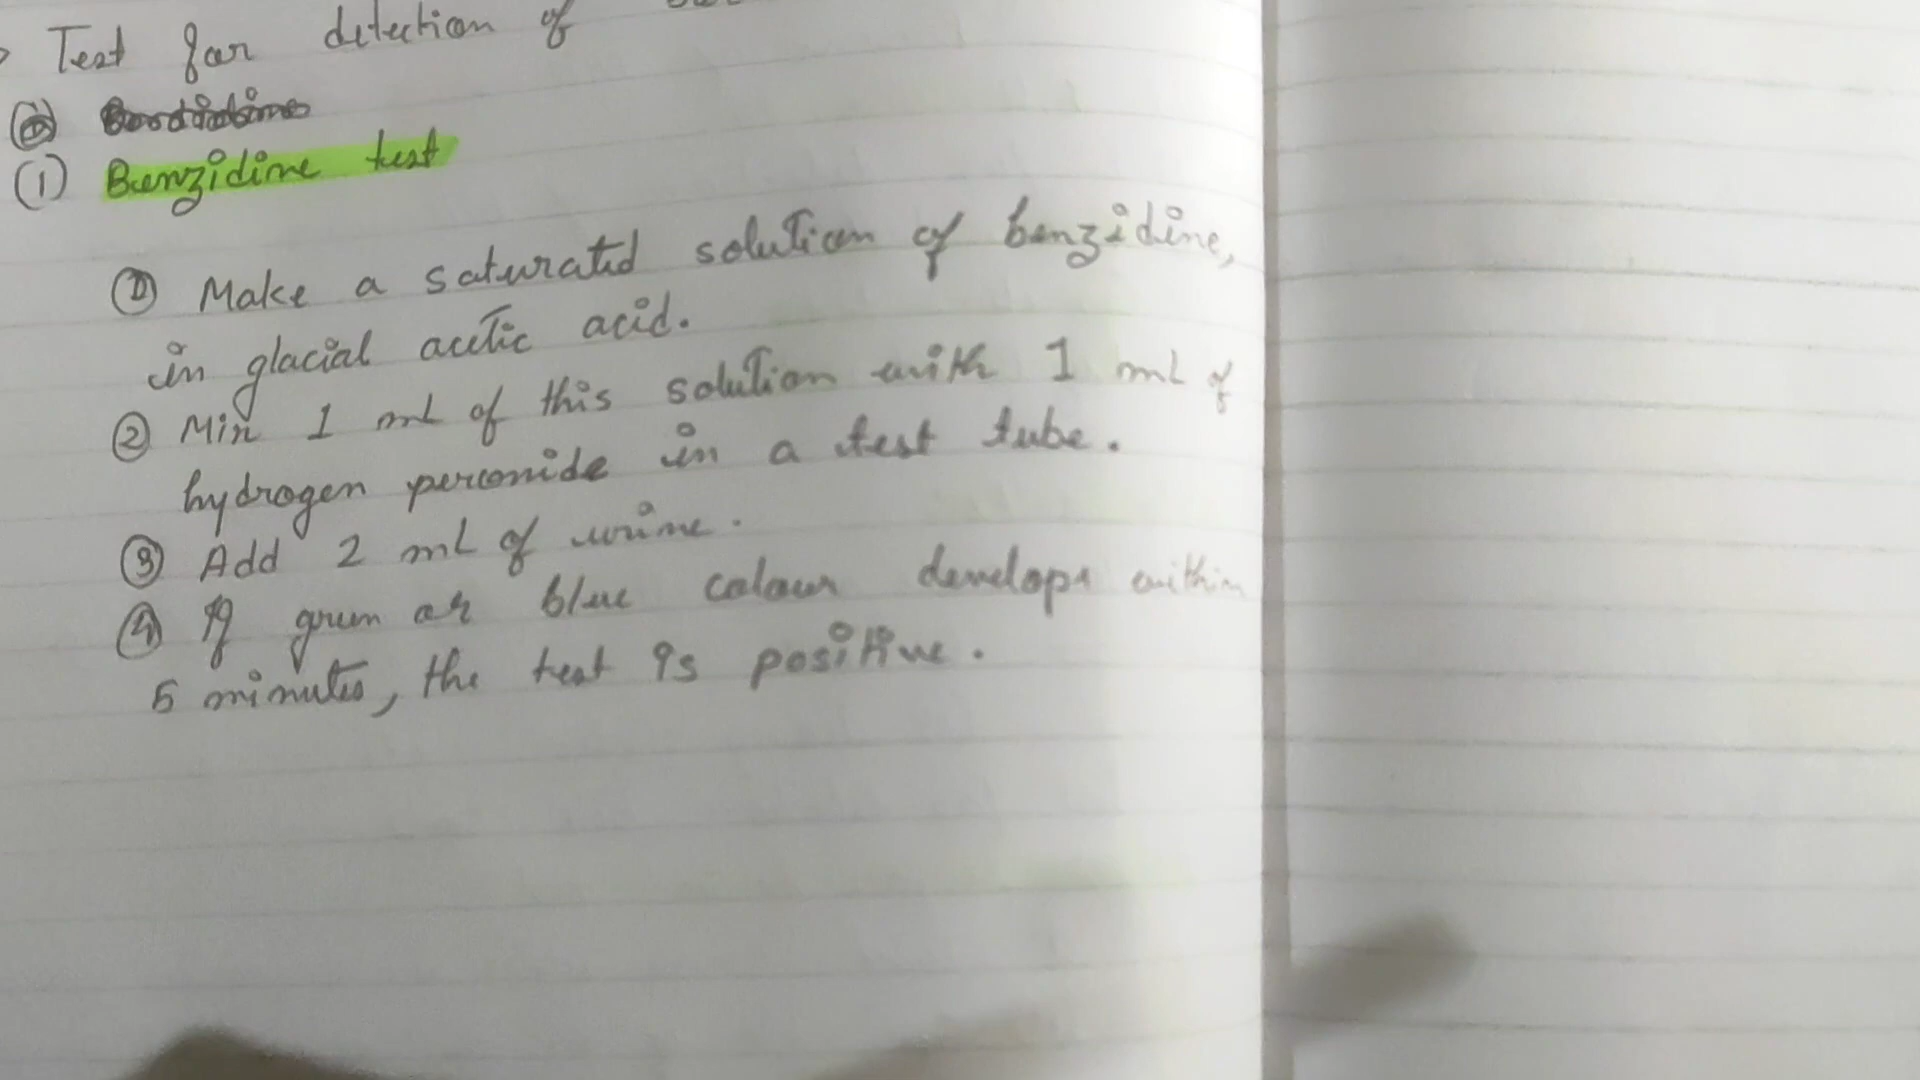 Test for detection of
(1) Benzidine test
① Make a saturated solution of benzidine,
in glacial acetic acid.
② Mix 1 ml of this solution with 1 mL of
hydrogen peroxide in a test tube.
③ Add 2 mL of urine.
④ If green or blue colour develops within
5 minutes, the test is positive.